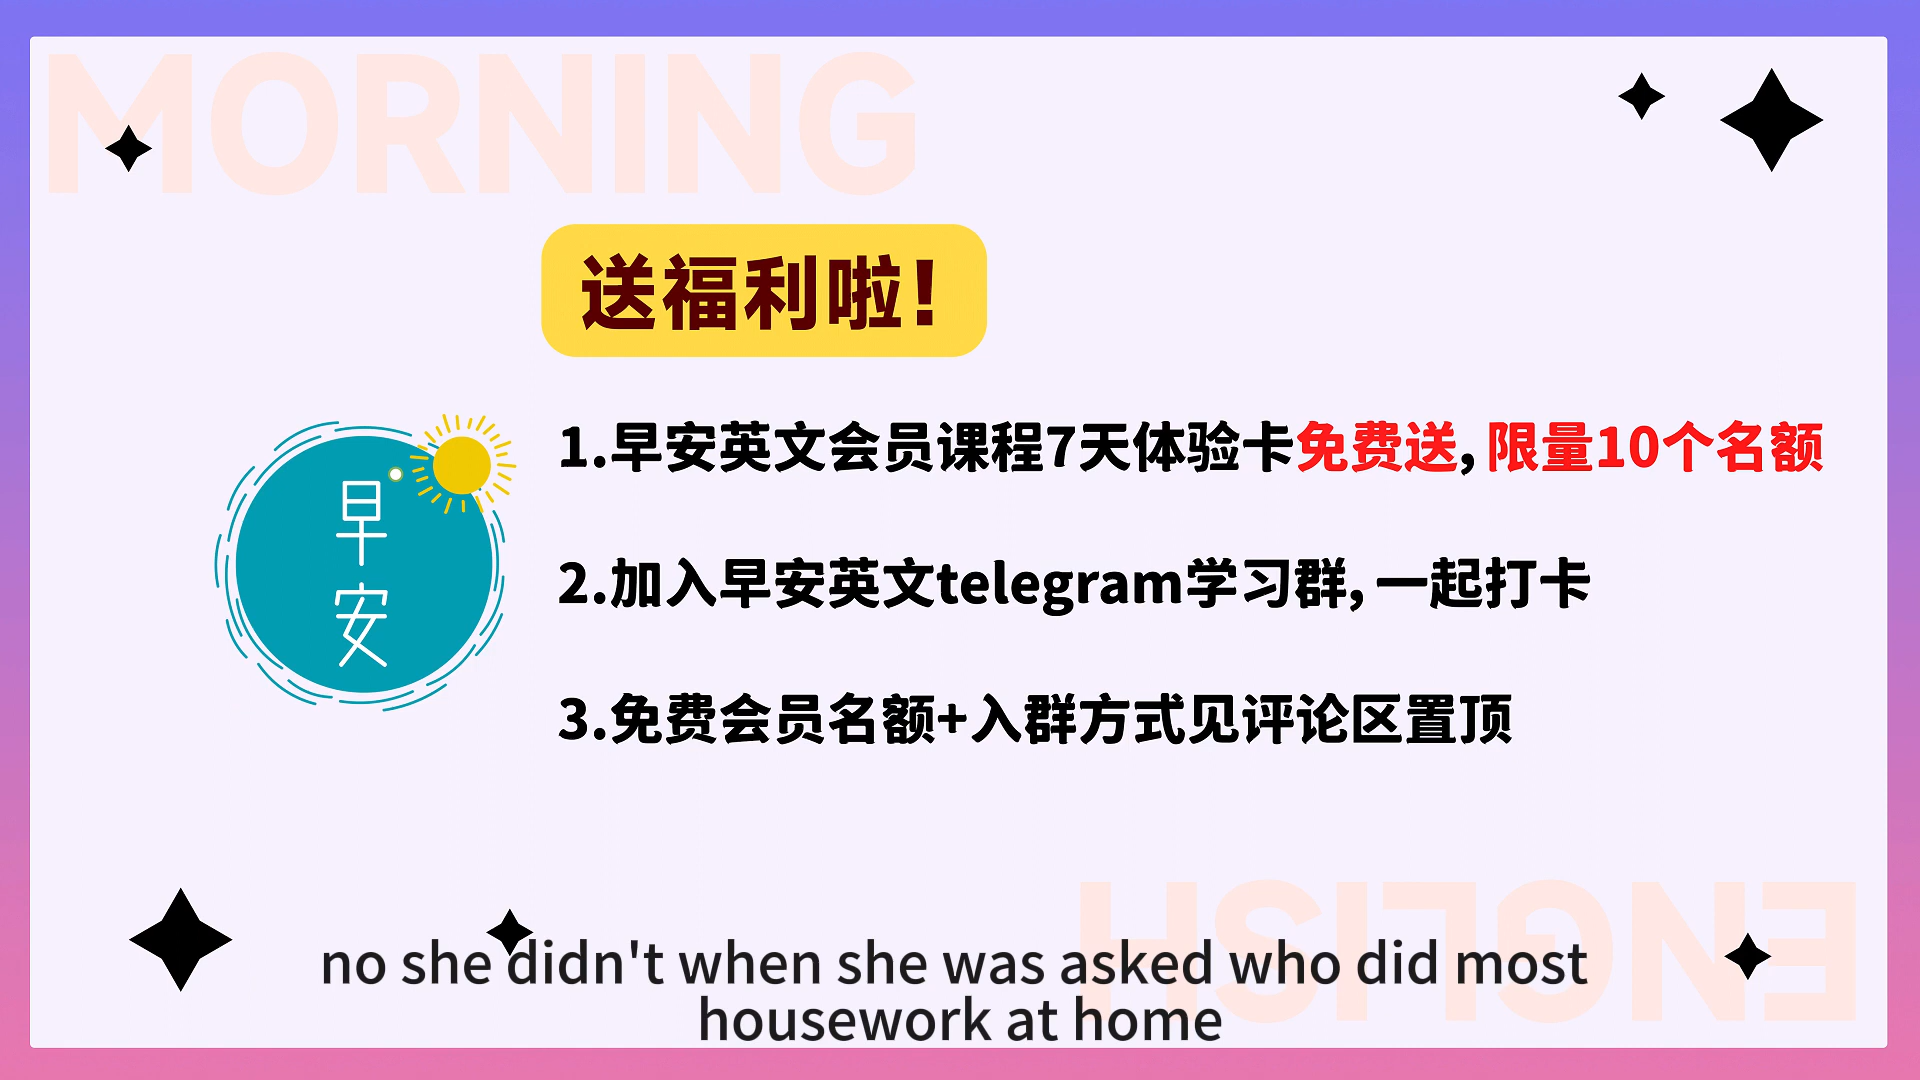 MORNING
送福利啦!
1.早安英文会员课程7天体验卡免费送,限量10个名额
早安
2.加入早安英文telegram学习群,一起打卡
3.免费会员名额+入群方式见评论区置顶
ENGLISH
no she didn't when she was asked who did most
housework at home